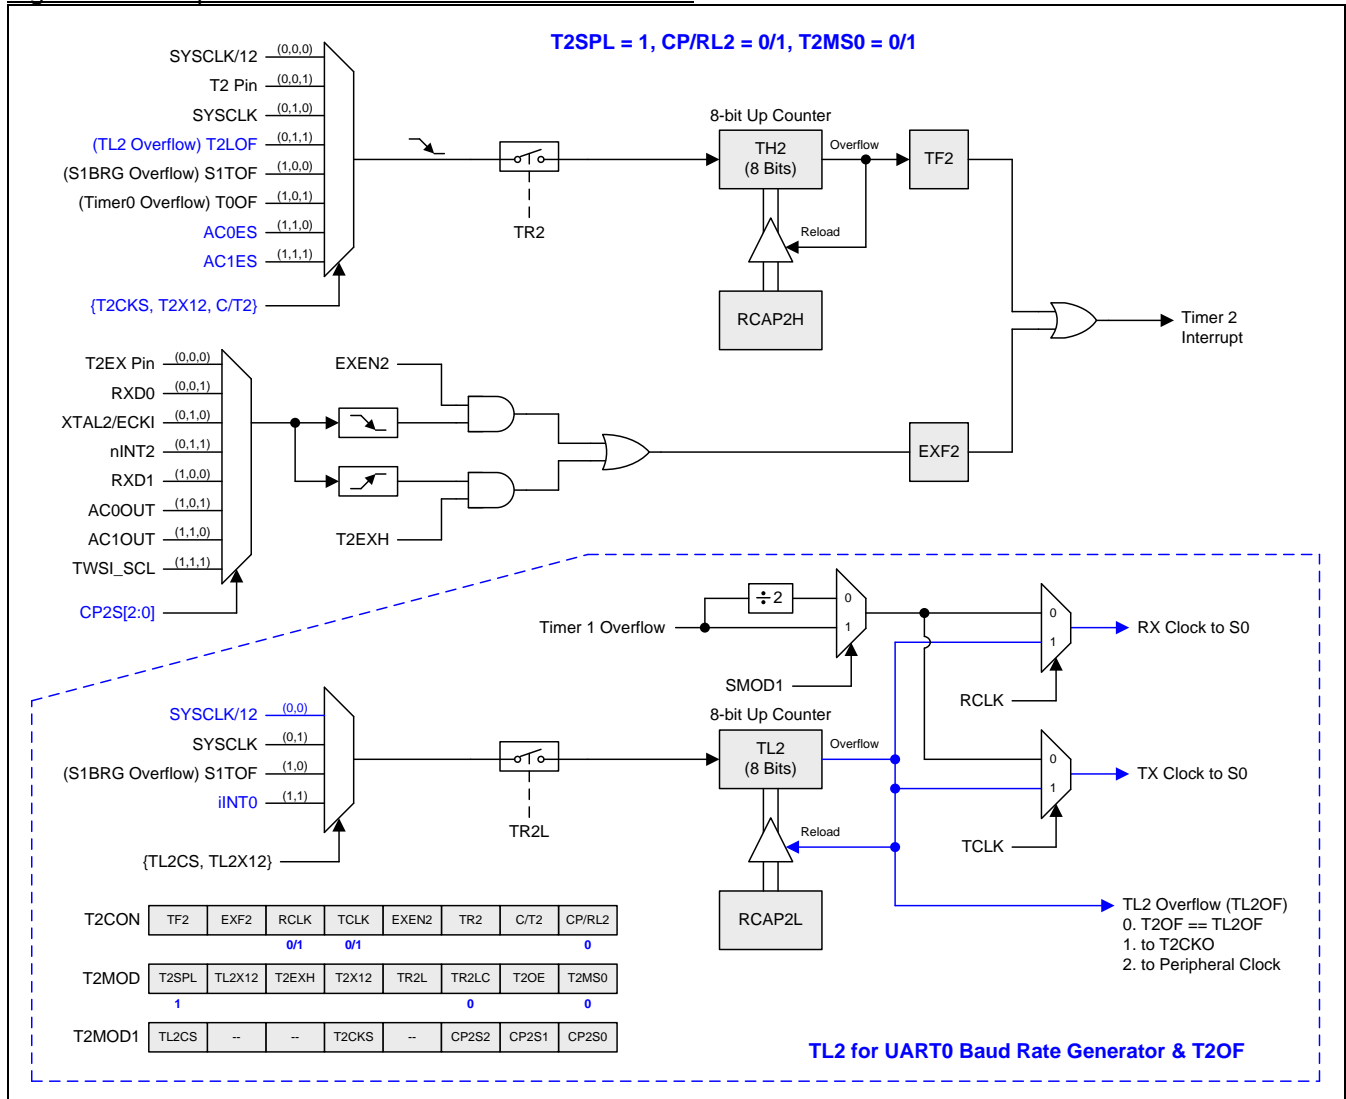 T2SPL = 1, CP/RL2 = 0/1, T2MS0 = 0/1
SYSCLK/12 (0,0,0)
T2 Pin (0,0,1)
SYSCLK (0,1,0)
(TL2 Overflow) T2LOF (0,1,1)
(S1BRG Overflow) S1TOF (1,0,0)
(Timer0 Overflow) T0OF (1,0,1)
AC0ES (1,1,0)
AC1ES (1,1,1)
{T2CKS, T2X12, C/T2}
TR2
8-bit Up Counter
TH2
(8 Bits)
Overflow
TF2
Reload
RCAP2H
Timer 2
Interrupt
T2EX Pin (0,0,0)
RXD0 (0,0,1)
XTAL2/ECKI (0,1,0)
nINT2 (0,1,1)
RXD1 (1,0,0)
AC0OUT (1,0,1)
AC1OUT (1,1,0)
TWSI_SCL (1,1,1)
CP2S[2:0]
EXEN2
T2EXH
EXF2
Timer 1 Overflow
÷2
0
1
SMOD1
0
1
RX Clock to S0
RCLK
0
1
TX Clock to S0
TCLK
SYSCLK/12 (0,0)
SYSCLK (0,1)
(S1BRG Overflow) S1TOF (1,0)
iINT0 (1,1)
{TL2CS, TL2X12}
TR2L
8-bit Up Counter
TL2
(8 Bits)
Overflow
Reload
RCAP2L
TL2 Overflow (TL2OF)
0. T2OF == TL2OF
1. to T2CKO
2. to Peripheral Clock
T2CON TF2 EXF2 RCLK TCLK EXEN2 TR2 C/T2 CP/RL2
0/1 0/1 0
T2MOD T2SPL TL2X12 T2EXH T2X12 TR2L TR2LC T2OE T2MS0
1 0 0
T2MOD1 TL2CS -- -- T2CKS -- CP2S2 CP2S1 CP2S0
TL2 for UART0 Baud Rate Generator & T2OF